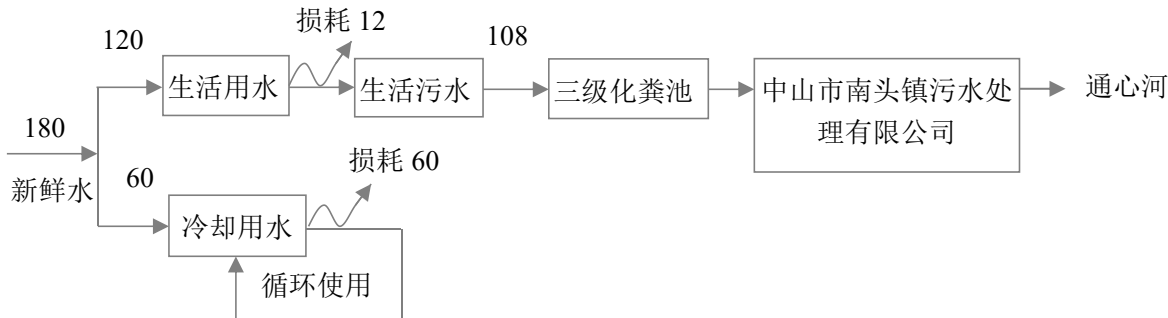 损耗 12
120
108
生活用水
生活污水
三级化粪池
中山市南头镇污水处
理有限公司
通心河
180
新鲜水
60
损耗 60
冷却用水
循环使用